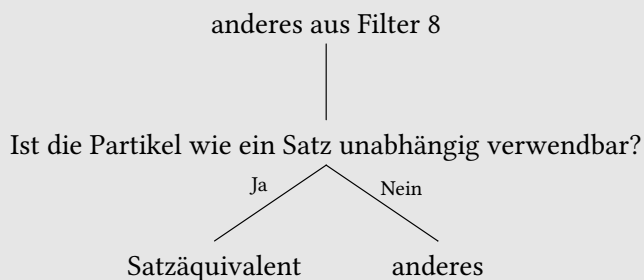 anderes aus Filter 8
Ist die Partikel wie ein Satz unabhängig verwendbar?
Ja
Nein
Satzäquivalent
anderes